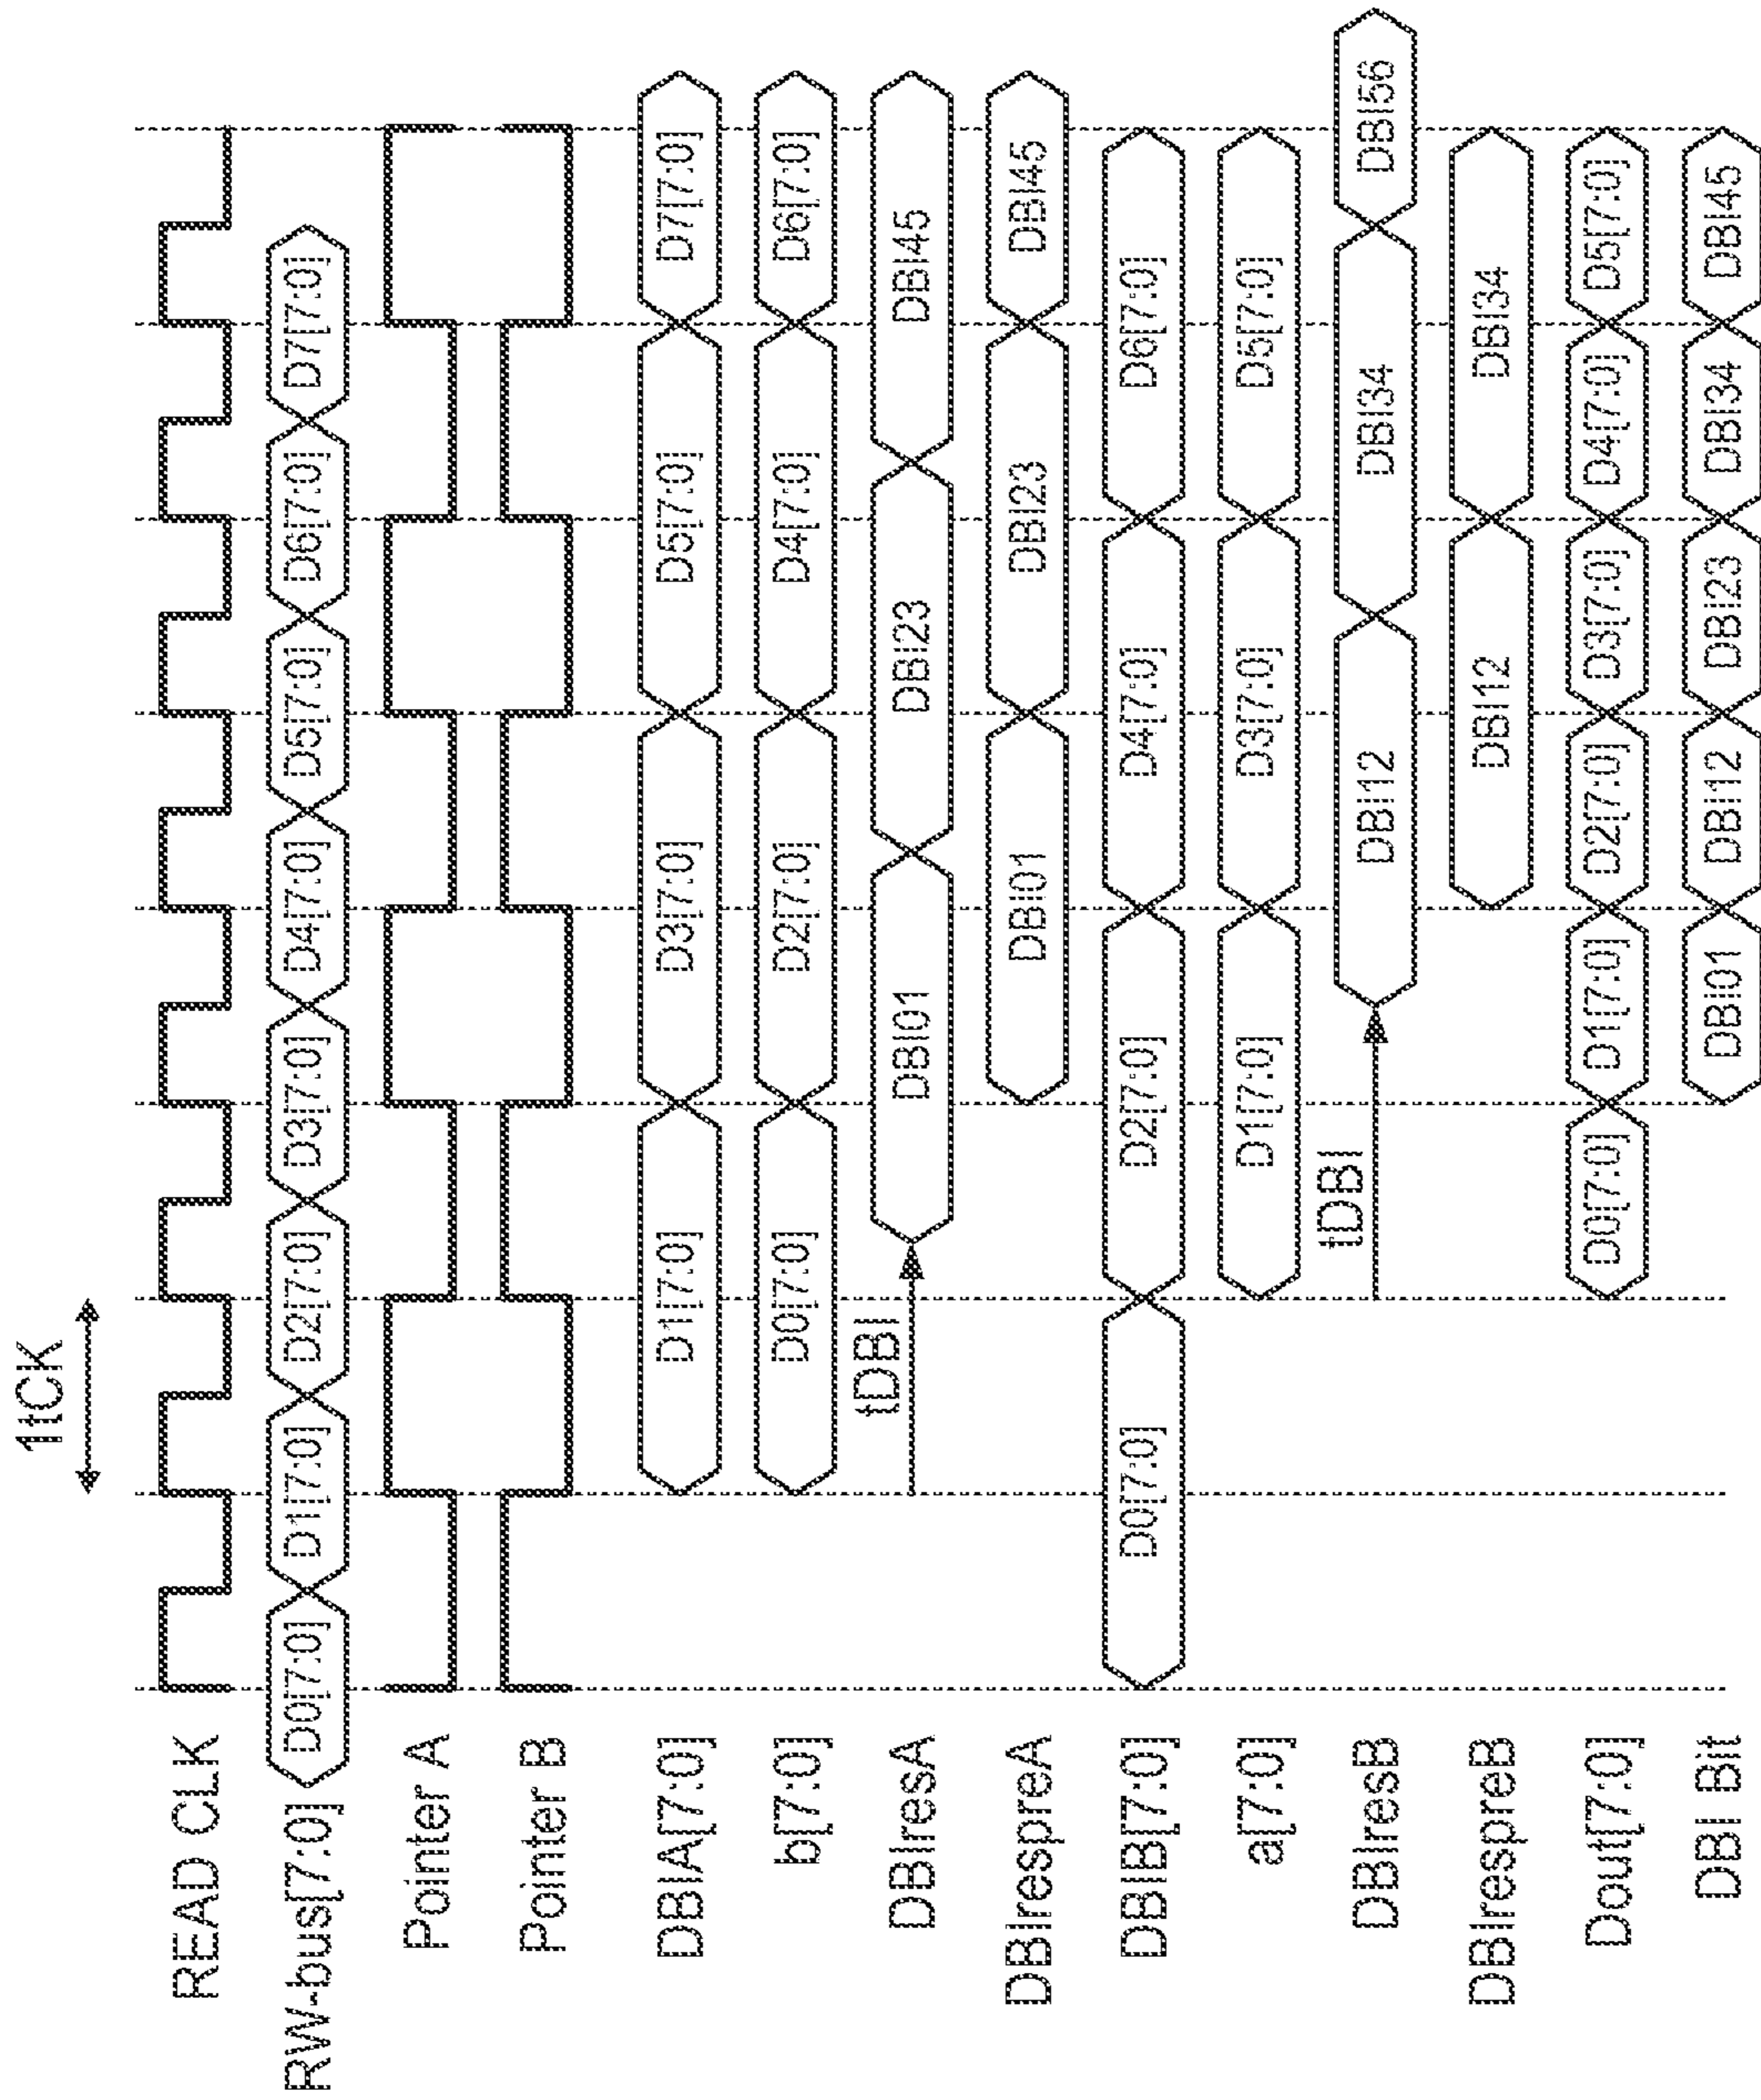 1tCK
READ CLK
RW-bus[7:0] D0[7:0] D1[7:0] D2[7:0] D3[7:0] D4[7:0] D5[7:0] D6[7:0] D7[7:0]
Pointer A
Pointer B
DBIA[7:0] D1[7:0] D3[7:0] D5[7:0] D7[7:0]
b[7:0] D0[7:0] D2[7:0] D4[7:0] D6[7:0]
DBIresA tDBI DBI01 DBI23 DBI45
DBIrespreA DBI01 DBI23 DBI45
DBIB[7:0] D0[7:0] D2[7:0] D4[7:0] D6[7:0]
a[7:0] D1[7:0] D3[7:0] D5[7:0]
DBIresB tDBI DBI12 DBI34 DBI56
DBIrespreB DBI12 DBI34
Dout[7:0] D0[7:0] D1[7:0] D2[7:0] D3[7:0] D4[7:0] D5[7:0]
DBI Bit DBI01 DBI12 DBI23 DBI34 DBI45